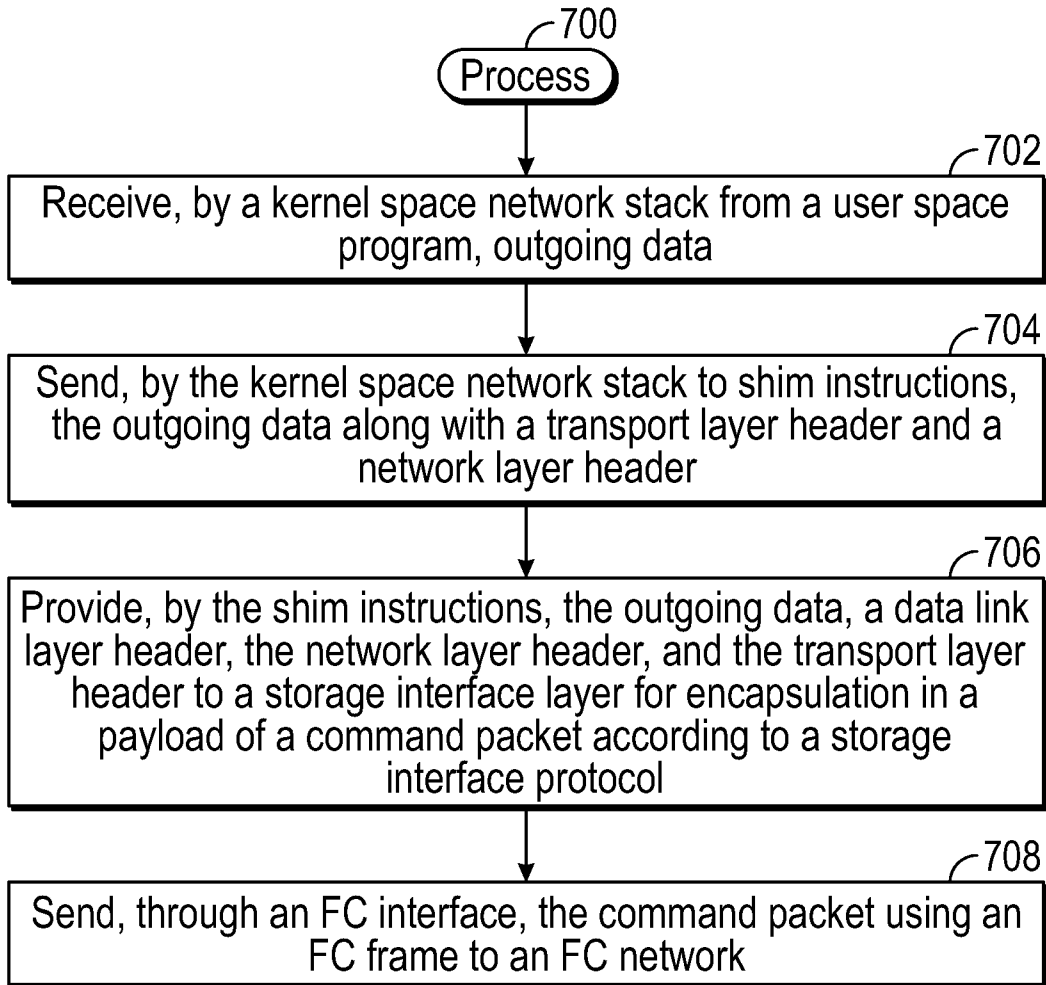 700
Process
702
Receive, by a kernel space network stack from a user space
program, outgoing data
704
Send, by the kernel space network stack to shim instructions,
the outgoing data along with a transport layer header and a
network layer header
706
Provide, by the shim instructions, the outgoing data, a data link
layer header, the network layer header, and the transport layer
header to a storage interface layer for encapsulation in a
payload of a command packet according to a storage
interface protocol
708
Send, through an FC interface, the command packet using an
FC frame to an FC network